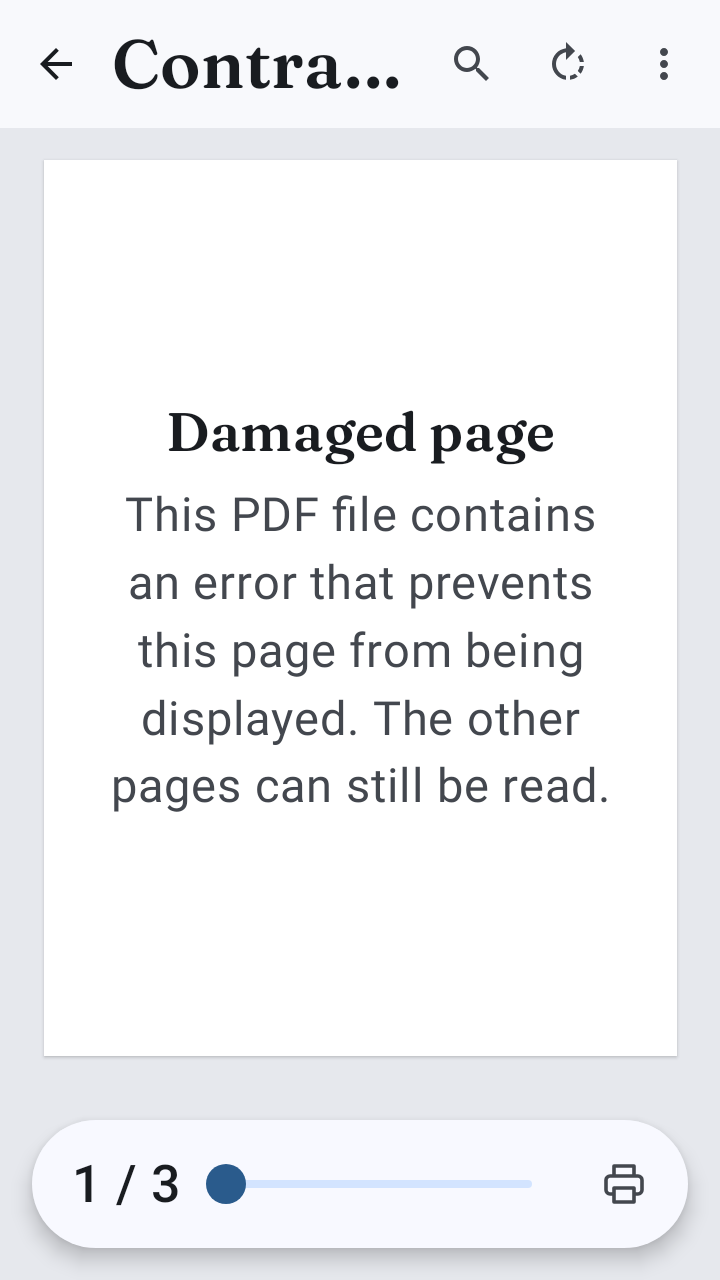 Contra...
Damaged page
This PDF file contains
an error that prevents
this page from being
displayed. The other
pages can still be read.
1 / 3